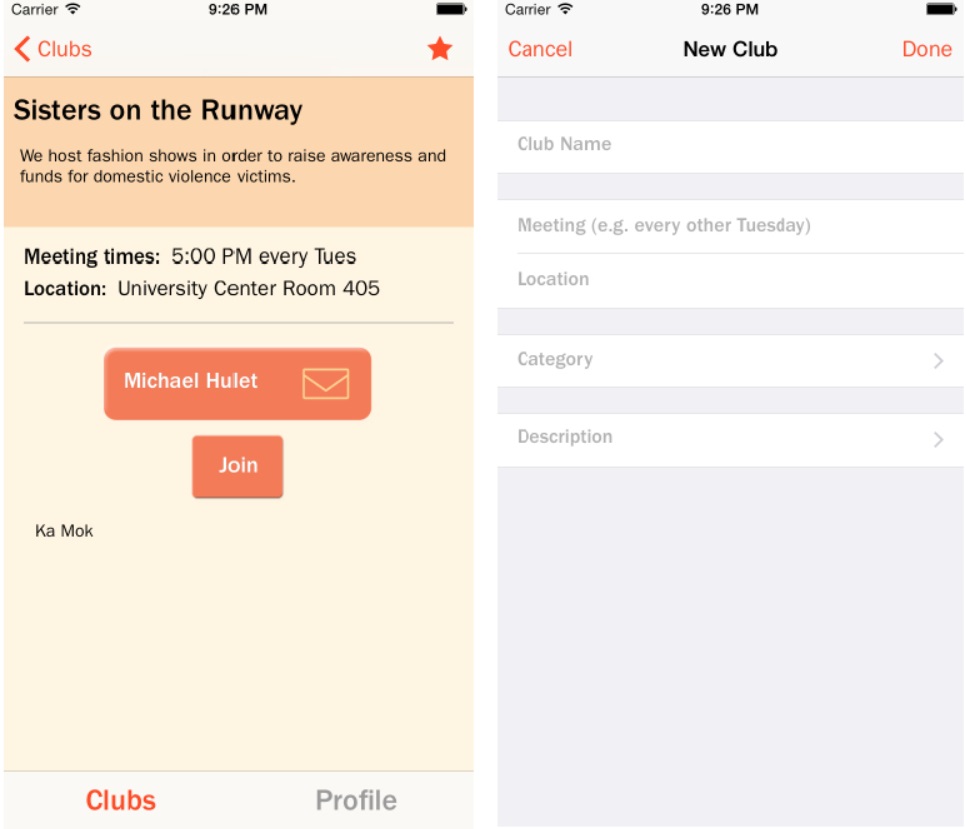 Carrier 9:26 PM
Clubs
Sisters on the Runway
We host fashion shows in order to raise awareness and
funds for domestic violence victims.
Meeting times: 5:00 PM every Tues
Location: University Center Room 405
Michael Hulet
Join
Ka Mok
Clubs Profile
Carrier 9:26 PM
Cancel New Club Done
Club Name
Meeting (e.g. every other Tuesday)
Location
Category
Description